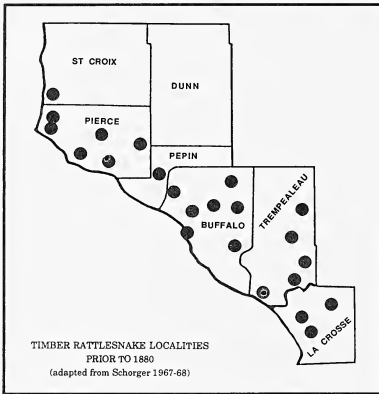 ST CROIX
DUNN
PIERCE
PEPIN
BUFFALO
TREMPEALEAU
LA CROSSE
TIMBER RATTLESNAKE LOCALITIES
PRIOR TO 1880
(adapted from Schorger 1967-68)